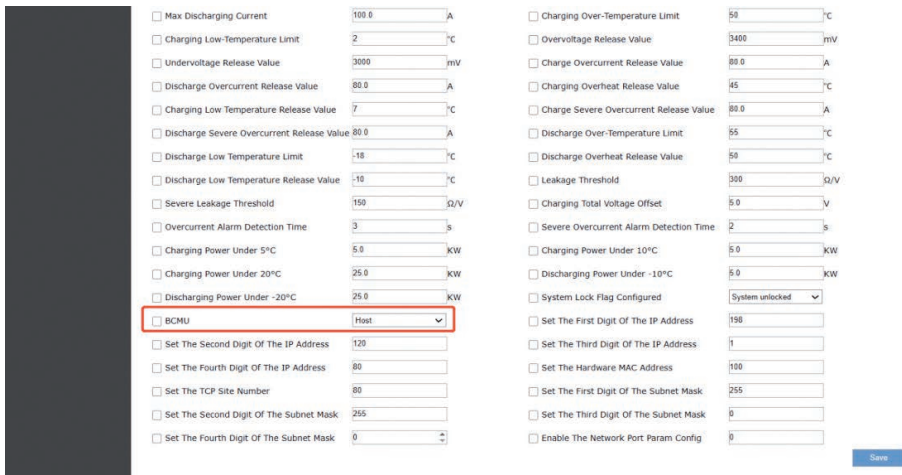 Max Discharging Current 100.0 A Charging Over-Temperature Limit 50 °C
Charging Low-Temperature Limit 2 °C Overvoltage Release Value 3400 mV
Undervoltage Release Value 3000 mV Charge Overcurrent Release Value 80.0 A
Discharge Overcurrent Release Value 80.0 A Charging Overheat Release Value 45 °C
Charging Low Temperature Release Value 7 °C Charge Severe Overcurrent Release Value 80.0 A
Discharge Severe Overcurrent Release Value 80.0 A Discharge Over-Temperature Limit 55 °C
Discharge Low Temperature Limit -18 °C Discharge Overheat Release Value 50 °C
Discharge Low Temperature Release Value -10 °C Leakage Threshold 300 Ω/V
Severe Leakage Threshold 150 Ω/V Charging Total Voltage Offset 5.0 V
Overcurrent Alarm Detection Time 3 s Severe Overcurrent Alarm Detection Time 2 s
Charging Power Under 5°C 5.0 KW Charging Power Under 10°C 5.0 KW
Charging Power Under 20°C 25.0 KW Discharging Power Under -10°C 5.0 KW
Discharging Power Under -20°C 25.0 KW System Lock Flag Configured System unlocked
BCMU Host Set The First Digit Of The IP Address 198
Set The Second Digit Of The IP Address 120 Set The Third Digit Of The IP Address 1
Set The Fourth Digit Of The IP Address 80 Set The Hardware MAC Address 100
Set The TCP Site Number 80 Set The First Digit Of The Subnet Mask 255
Set The Second Digit Of The Subnet Mask 255 Set The Third Digit Of The Subnet Mask 0
Set The Fourth Digit Of The Subnet Mask 0 Enable The Network Port Param Config 0
Save